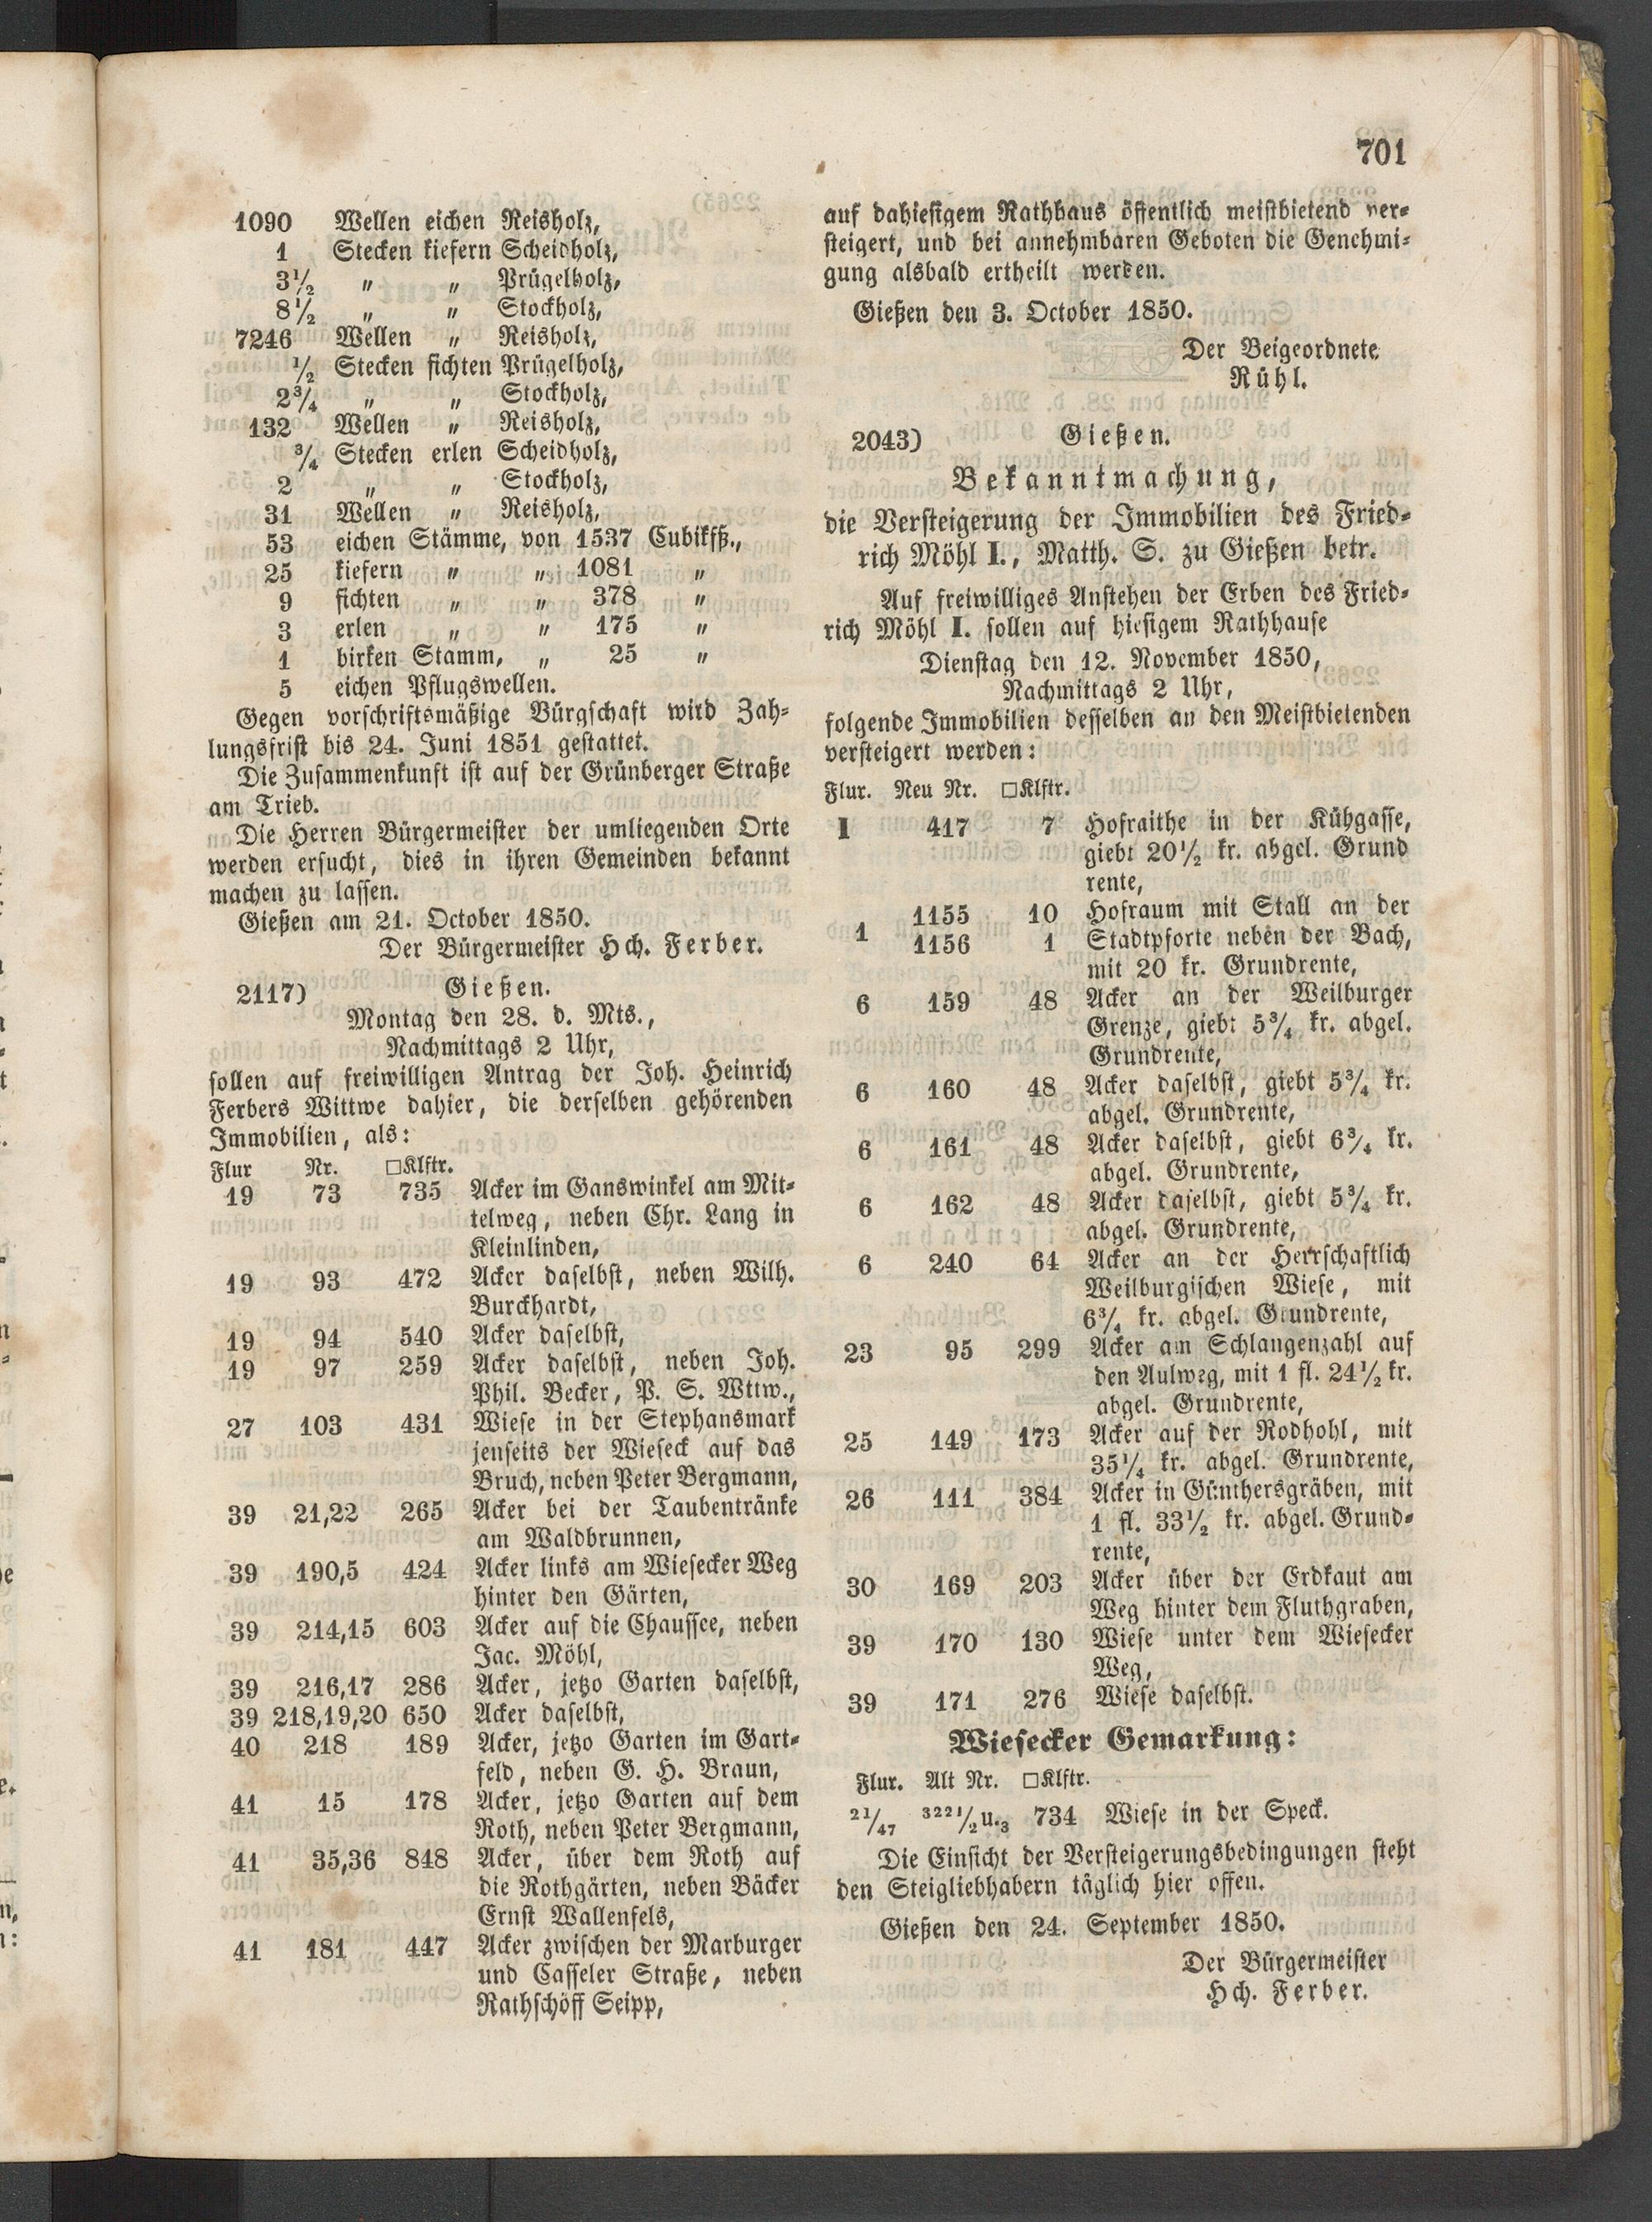 701
1090 Wellen eichen Reisholz,
1 Stecken kiefern Scheidholz,
3½ „ „ Prügelholz,
8½ „ „ Stockholz,
7246 Wellen „ Reisholz,
½ Stecken fichten Prügelholz,
2¾ „ „ Stockholz,
132 Wellen „ Reisholz,
¾ Stecken erlen Scheidholz,
2 „ „ Stockholz,
31 Wellen „ Reisholz,
53 eichen Stämme, von 1537 Cubikfß.,
25 kiefern „ „ 1081 „
9 fichten „ „ 378 „
3 erlen „ „ 175 „
1 birken Stamm, „ 25 „
5 eichen Pflugswellen.
Gegen vorschriftsmäßige Bürgschaft wird Zah-
lungsfrist bis 24. Juni 1851 gestattet.
Die Zusammenkunft ist auf der Grünberger Straße
am Trieb.
Die Herren Bürgermeister der umliegenden Orte
werden ersucht, dies in ihren Gemeinden bekannt
machen zu lassen.
Gießen am 21. October 1850.
Der Bürgermeister Hch. Ferber.
2117) Gießen.
Montag den 28. d. Mts.,
Nachmittags 2 Uhr,
sollen auf freiwilligen Antrag der Joh. Heinrich
Ferbers Wittwe dahier, die derselben gehörenden
Immobilien, als:
Flur Nr. □Klftr.
19 73 735 Acker im Ganswinkel am Mit-
telweg, neben Chr. Lang in
Kleinlinden,
19 93 472 Acker daselbst, neben Wilh.
Burckhardt,
19 94 540 Acker daselbst,
19 97 259 Acker daselbst, neben Joh.
Phil. Becker, P. S. Wttw.,
27 103 431 Wiese in der Stephansmark
jenseits der Wieseck auf das
Bruch, neben Peter Bergmann,
39 21,22 265 Acker bei der Taubentränke
am Waldbrunnen,
39 190,5 424 Acker links am Wiesecker Weg
hinter den Gärten,
39 214,15 603 Acker auf die Chaussee, neben
Jac. Möhl,
39 216,17 286 Acker, jetzo Garten daselbst,
39 218,19,20 650 Acker daselbst,
40 218 189 Acker, jetzo Garten im Gart-
feld, neben G. H. Braun,
41 15 178 Acker, jetzo Garten auf dem
Roth, neben Peter Bergmann,
41 35,36 848 Acker, über dem Roth auf
die Rothgärten, neben Bäcker
Ernst Wallenfels,
41 181 447 Acker zwischen der Marburger
und Casseler Straße, neben
Rathschöff Seipp,
auf dahiesigem Rathhaus öffentlich meistbietend ver-
steigert, und bei annehmbaren Geboten die Genehmi-
gung alsbald ertheilt werden.
Gießen den 3. October 1850.
Der Beigeordnete
Rühl.
2043) Gießen.
Bekanntmachung,
die Versteigerung der Immobilien des Fried-
rich Möhl I., Matth. S. zu Gießen betr.
Auf freiwilliges Anstehen der Erben des Fried-
rich Möhl I. sollen auf hiesigem Rathhause
Dienstag den 12. November 1850,
Nachmittags 2 Uhr,
folgende Immobilien desselben an den Meistbietenden
versteigert werden:
Flur. Neu Nr. □Klftr.
I 417 7 Hofraithe in der Kühgasse,
giebt 20½ kr. abgel. Grund
rente,
1 1155 10 Hofraum mit Stall an der
1156 1 Stadtpforte neben der Bach,
mit 20 kr. Grundrente,
6 159 48 Acker an der Weilburger
Grenze, giebt 5¾ kr. abgel.
Grundrente,
6 160 48 Acker daselbst, giebt 5¾ kr.
abgel. Grundrente,
6 161 48 Acker daselbst, giebt 6¾ kr.
abgel. Grundrente,
6 162 48 Acker daselbst, giebt 5¾ kr.
abgel. Grundrente,
6 240 64 Acker an der Herrschaftlich
Weilburgischen Wiese, mit
6¾ kr. abgel. Grundrente,
23 95 299 Acker am Schlangenzahl auf
den Aulweg, mit 1 fl. 24½ kr.
abgel. Grundrente,
25 149 173 Acker auf der Rodhohl, mit
35¼ kr. abgel. Grundrente,
26 111 384 Acker in Günthersgräben, mit
1 fl. 33½ kr. abgel. Grund-
rente,
30 169 203 Acker über der Erdkaut am
Weg hinter dem Fluthgraben,
39 170 130 Wiese unter dem Wiesecker
Weg,
39 171 276 Wiese daselbst.
Wiesecker Gemarkung:
Flur. Alt Nr. □Klftr.
21/47 322 1/2 u. 3 734 Wiese in der Speck.
Die Einsicht der Versteigerungsbedingungen steht
den Steigliebhabern täglich hier offen.
Gießen den 24. September 1850.
Der Bürgermeister
Hch. Ferber.